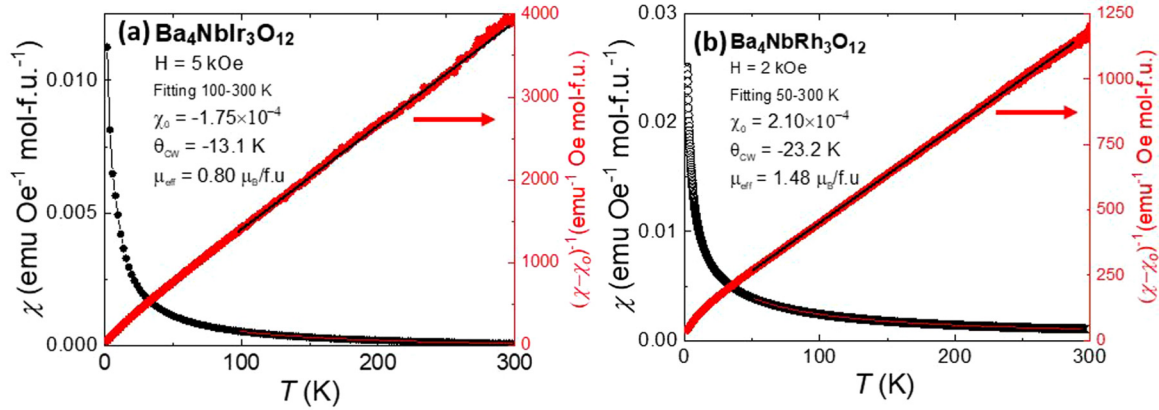 (a) Ba4NbIr3O12
H = 5 kOe
Fitting 100-300 K
χ0 = -1.75×10⁻⁴
θCW = -13.1 K
μeff = 0.80 μB/f.u
χ (emu Oe⁻¹ mol-f.u.⁻¹)
0.010
0.005
0.000
0
100
200
300
T (K)
4000
3000
2000
1000
0
(χ-χ0)⁻¹(emu⁻¹ Oe mol-f.u.)
(b) Ba4NbRh3O12
H = 2 kOe
Fitting 50-300 K
χ0 = 2.10×10⁻⁴
θCW = -23.2 K
μeff = 1.48 μB/f.u
χ (emu Oe⁻¹ mol-f.u.⁻¹)
0.03
0.02
0.01
0.00
0
100
200
300
T (K)
1250
1000
750
500
250
0
(χ-χ0)⁻¹(emu⁻¹ Oe mol-f.u.)